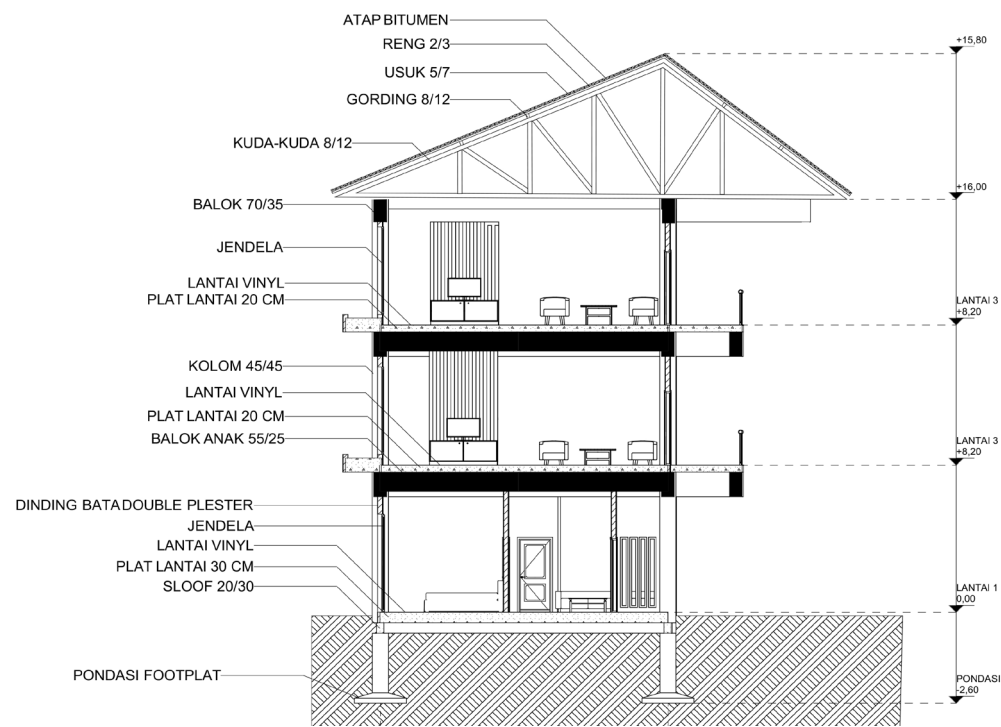 ATAP BITUMEN
RENG 2/3
USUK 5/7
GORDING 8/12
KUDA-KUDA 8/12
BALOK 70/35
JENDELA
LANTAI VINYL
PLAT LANTAI 20 CM
KOLOM 45/45
LANTAI VINYL
PLAT LANTAI 20 CM
BALOK ANAK 55/25
DINDING BATA DOUBLE PLESTER
JENDELA
LANTAI VINYL
PLAT LANTAI 30 CM
SLOOF 20/30
PONDASI FOOTPLAT
+15,80
+16,00
LANTAI 3
+8,20
LANTAI 3
+8,20
LANTAI 1
0,00
PONDASI
-2,60